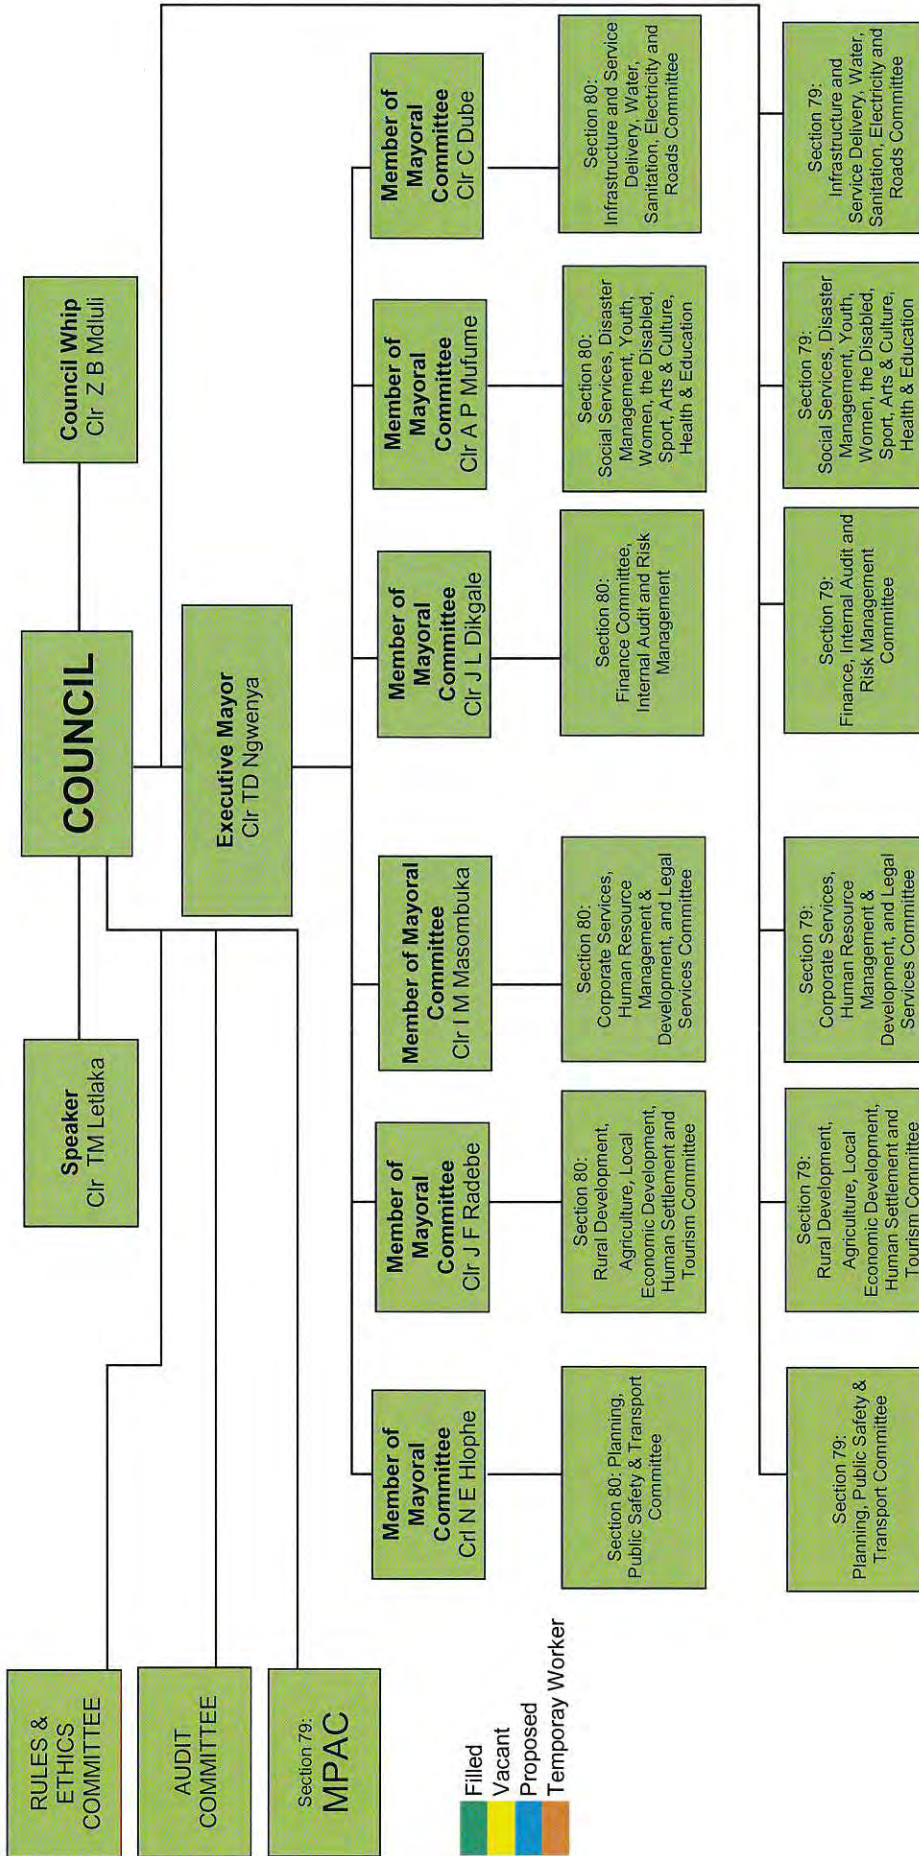 RULES &
ETHICS
COMMITTEE
AUDIT
COMMITTEE
Section 79:
MPAC
Speaker
Clr TM Letlaka
COUNCIL
Council Whip
Clr Z B Mdluli
Executive Mayor
Clr TD Ngwenya
Member of
Mayoral
Committee
Crl N E Hlophe
Member of
Mayoral
Committee
Clr J F Radebe
Member of Mayoral
Committee
Clr I M Masombuka
Member of
Mayoral
Committee
Clr J L Dikgale
Member of
Mayoral
Committee
Clr A P Mufume
Member of
Mayoral
Committee
Clr C Dube
Section 80: Planning,
Public Safety & Transport
Committee
Section 80:
Rural Development,
Agriculture, Local
Economic Development,
Human Settlement and
Tourism Committee
Section 80:
Corporate Services,
Human Resource
Management &
Development, and Legal
Services Committee
Section 80:
Finance Committee,
Internal Audit and Risk
Management
Section 80:
Social Services, Disaster
Management, Youth,
Women, the Disabled,
Sport, Arts & Culture,
Health & Education
Section 80:
Infrastructure and Service
Delivery, Water,
Sanitation, Electricity and
Roads Committee
Section 79:
Planning, Public Safety &
Transport Committee
Section 79:
Rural Development,
Agriculture, Local
Economic Development,
Human Settlement and
Tourism Committee
Section 79:
Corporate Services,
Human Resource
Management &
Development, and Legal
Services Committee
Section 79:
Finance, Internal Audit and
Risk Management
Committee
Section 79:
Social Services, Disaster
Management, Youth,
Women, the Disabled,
Sport, Arts & Culture,
Health & Education
Section 79:
Infrastructure and
Service Delivery, Water,
Sanitation, Electricity and
Roads Committee
Filled
Vacant
Proposed
Temporay Worker